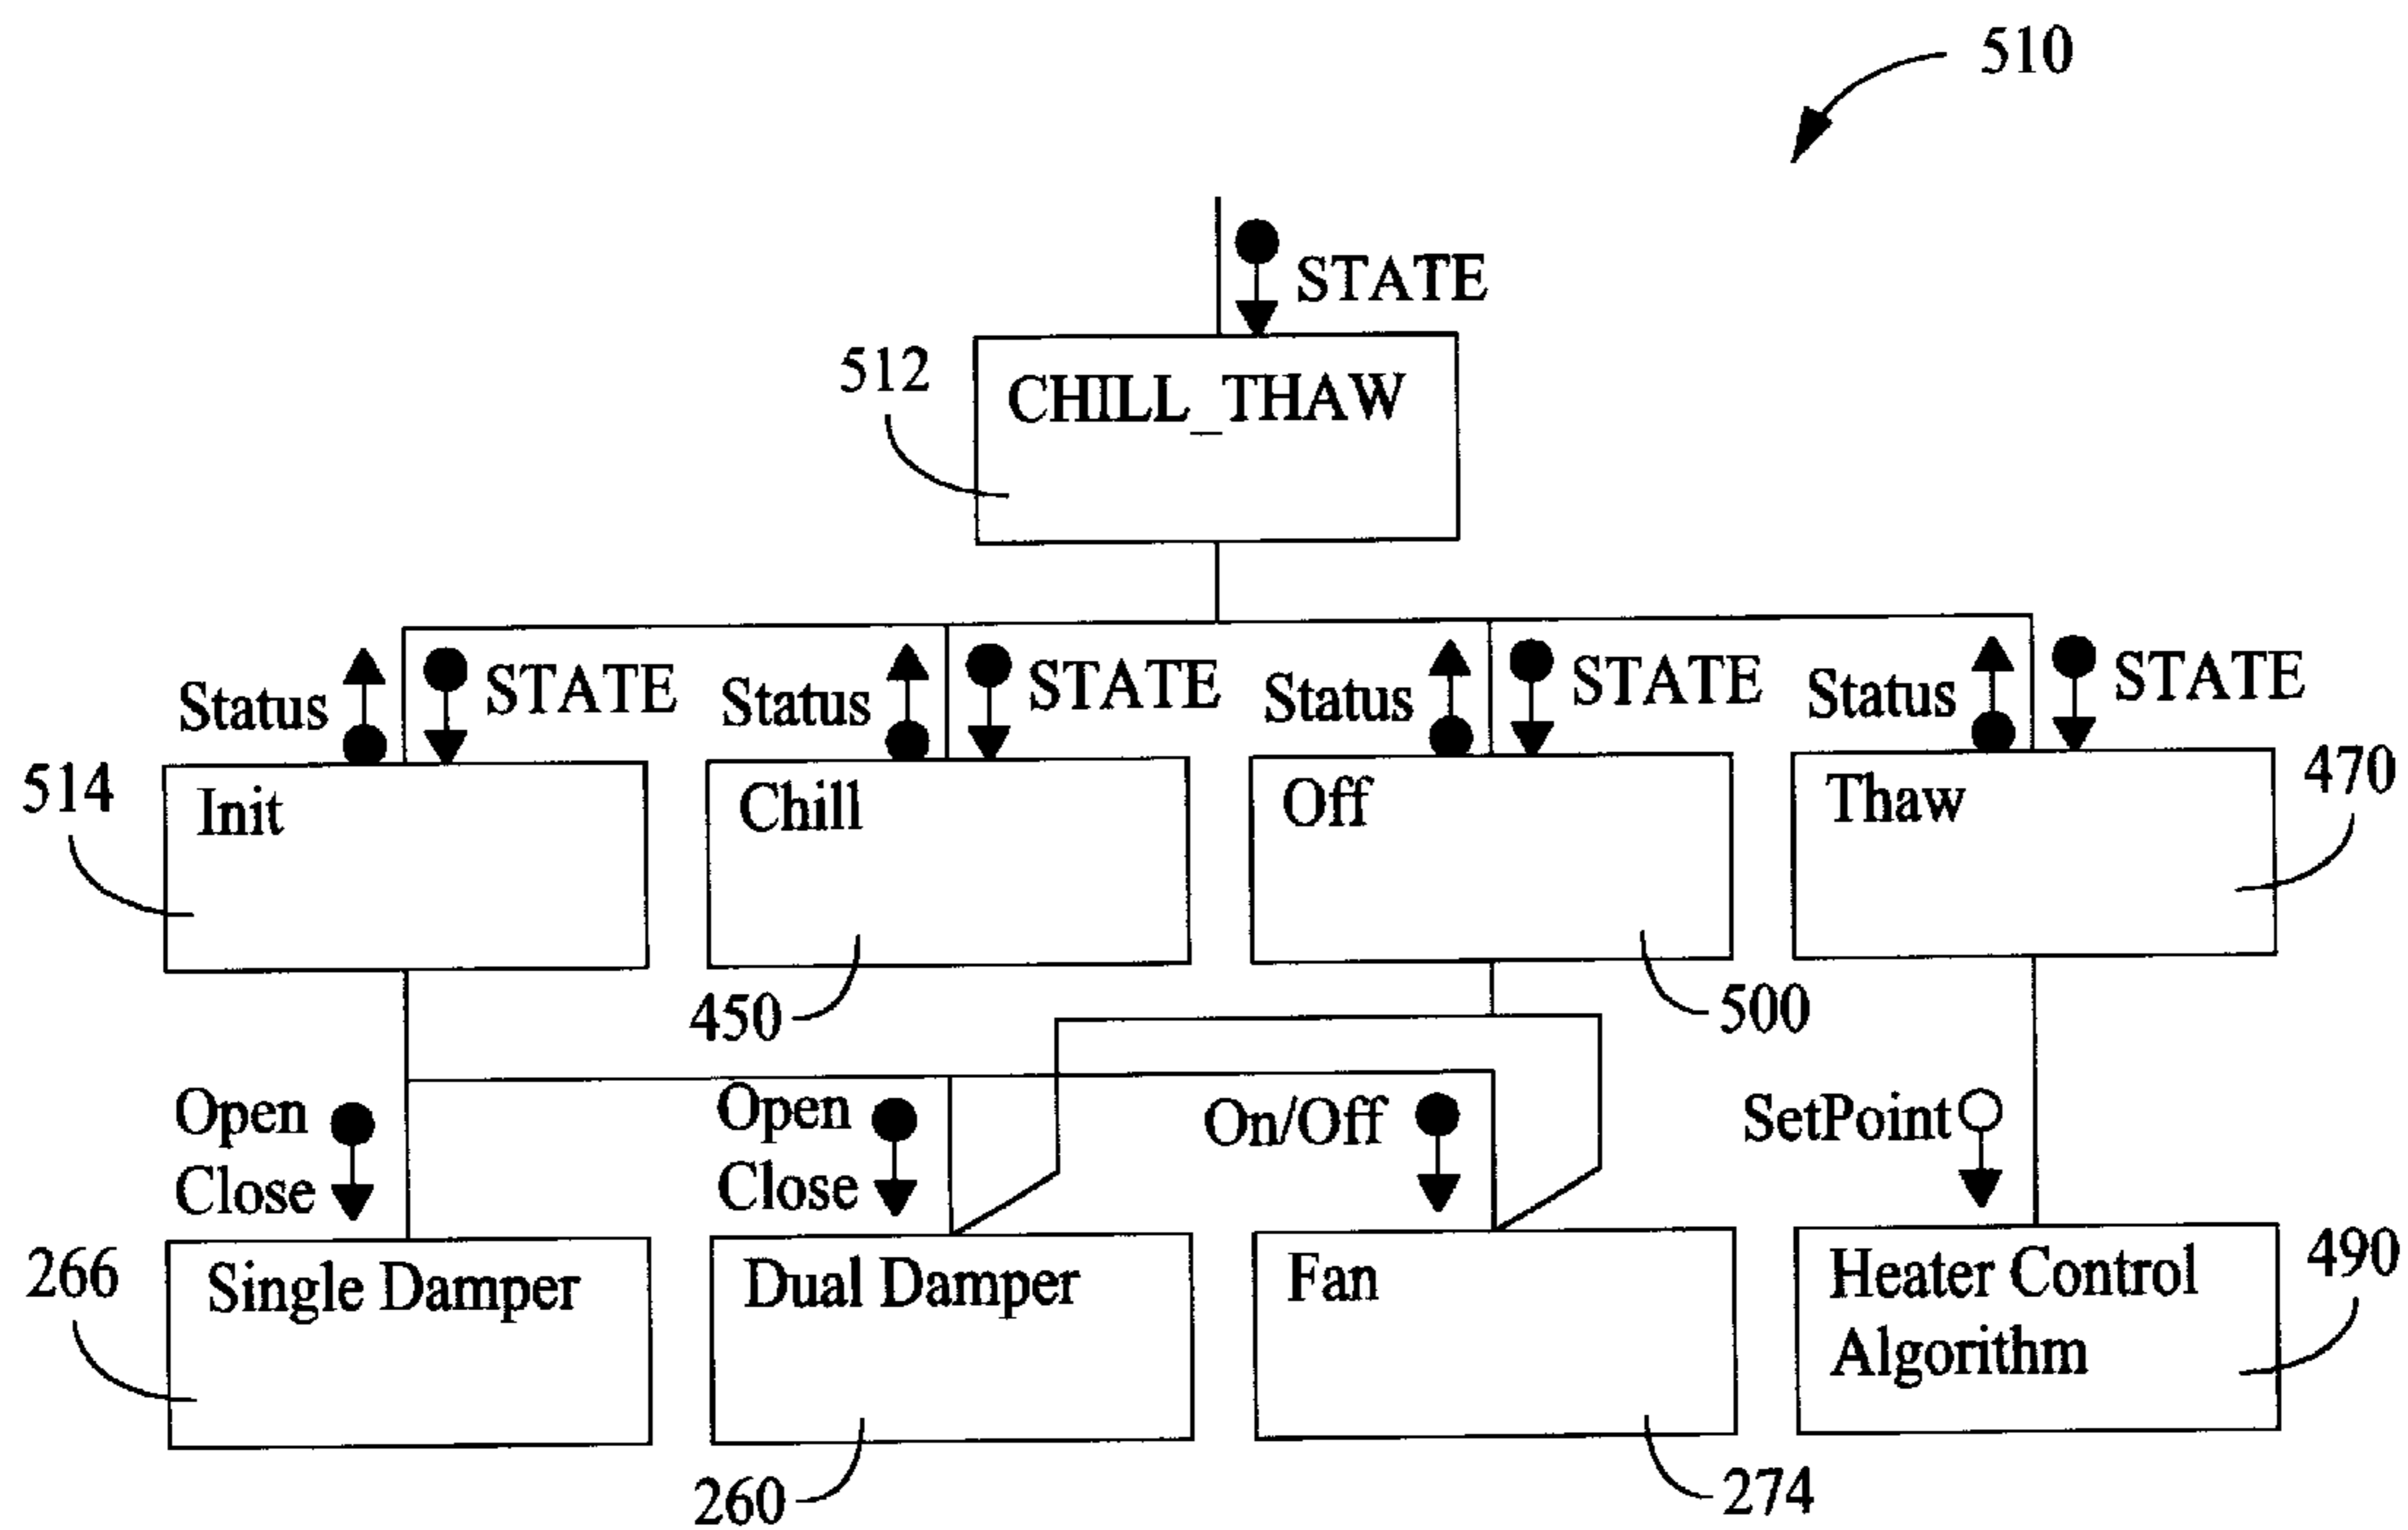 510
STATE
512
CHILL_THAW
Status
STATE
Status
STATE
Status
STATE
Status
STATE
514
Init
Chill
Off
Thaw
470
450
500
Open
Close
Open
Close
On/Off
SetPoint
266
Single Damper
Dual Damper
Fan
Heater Control
Algorithm
490
260
274